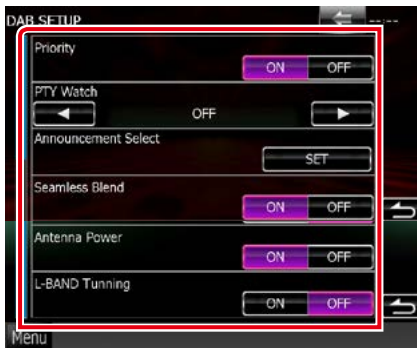 DAB SETUP --:--
Priority
ON OFF
PTY Watch
OFF
Announcement Select
SET
Seamless Blend
ON OFF
Antenna Power
ON OFF
L-BAND Tunning
ON OFF
Menu